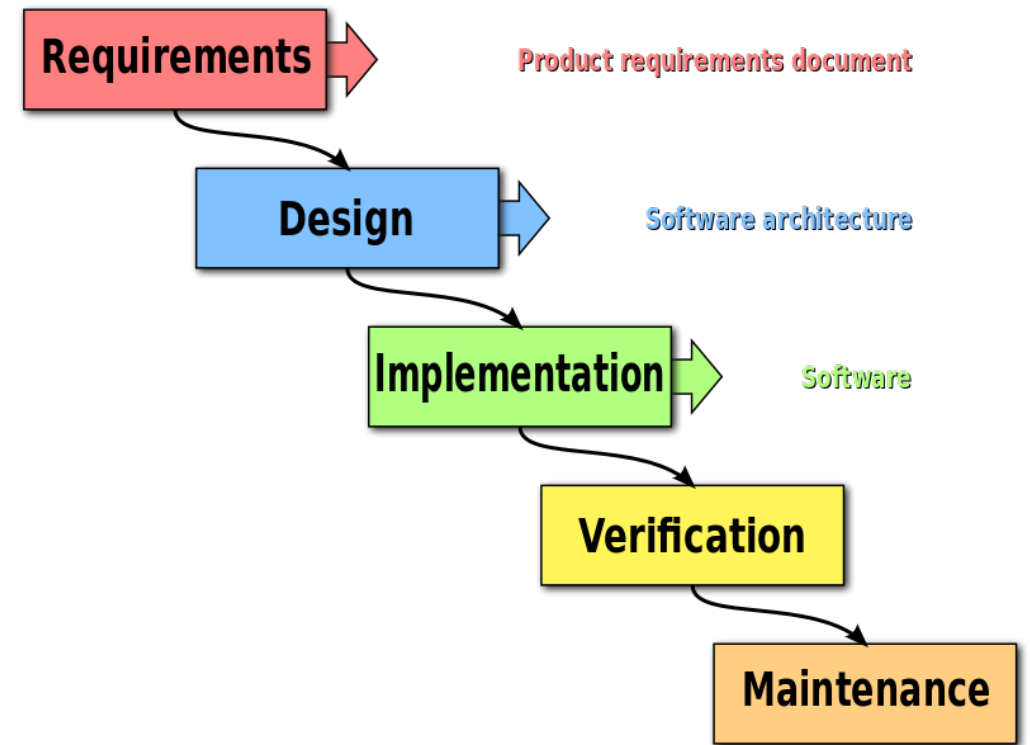 Requirements
Product requirements document
Design
Software architecture
Implementation
Software
Verification
Maintenance